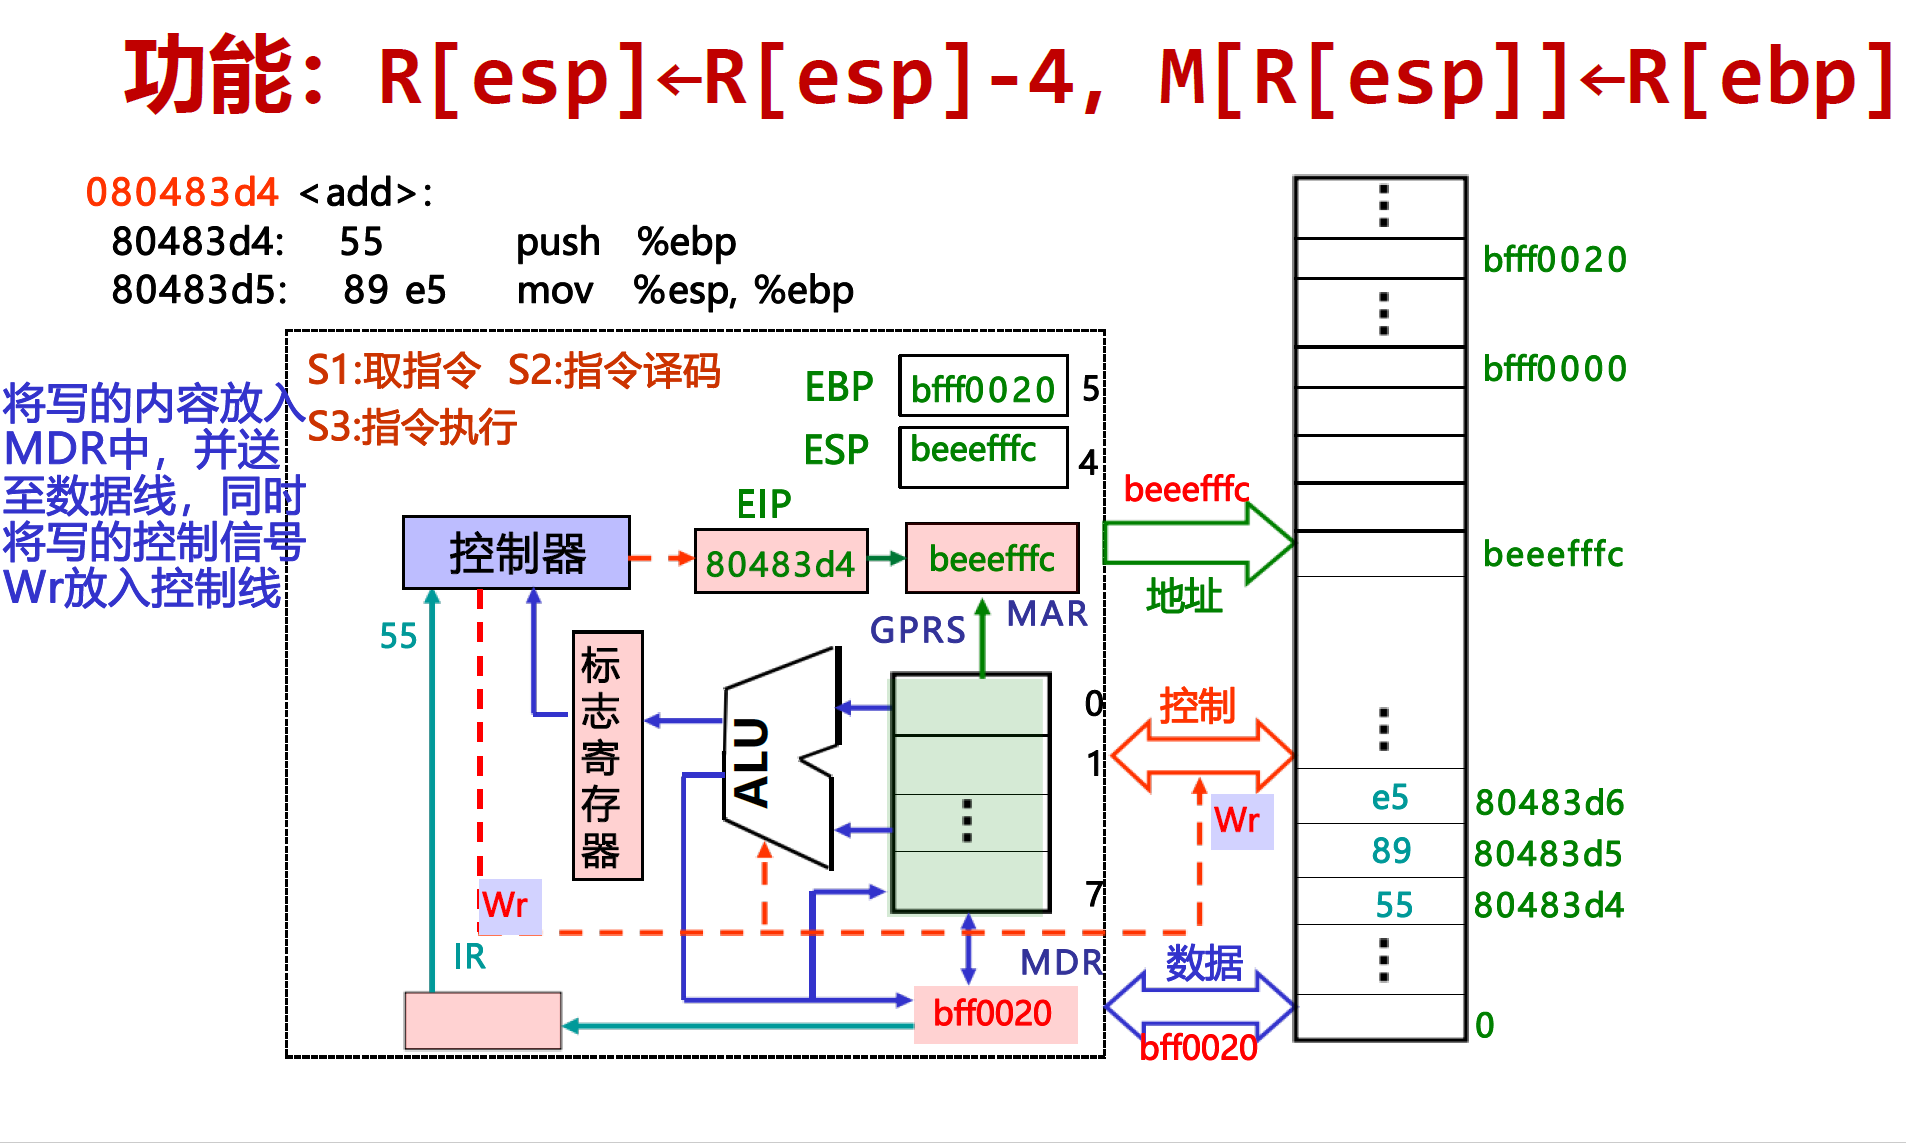 功能：R[esp]←R[esp]-4, M[R[esp]]←R[ebp]
080483d4 <add>:
80483d4: 55 push %ebp
80483d5: 89 e5 mov %esp, %ebp
将写的内容放入
MDR中，并送
至数据线，同时
将写的控制信号
Wr放入控制线
S1:取指令 S2:指令译码
S3:指令执行
EBP bfff0020 5
ESP beeefffc 4
EIP
控制器
80483d4
beeefffc
MAR
GPRS
55
标志寄存器
ALU
0
1
7
Wr
IR
MDR
bff0020
beeefffc
地址
控制
Wr
数据
bff0020
bfff0020
bfff0000
beeefffc
e5 80483d6
89 80483d5
55 80483d4
0